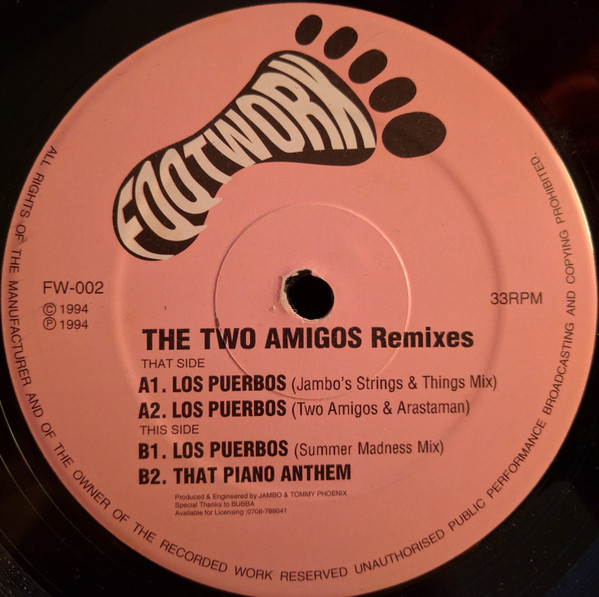 FOOTWORK
FW-002
© 1994
℗ 1994
33RPM
THE TWO AMIGOS Remixes
THAT SIDE
A1. LOS PUERBOS (Jambo's Strings & Things Mix)
A2. LOS PUERBOS (Two Amigos & Arastaman)
THIS SIDE
B1. LOS PUERBOS (Summer Madness Mix)
B2. THAT PIANO ANTHEM
Produced & Engineered by JAMBO & TOMMY PHOENIX
Special Thanks to BUBBA
Available for Licensing :0708-788041
ALL RIGHTS OF THE MANUFACTURER AND OF THE OWNER OF THE RECORDED WORK RESERVED UNAUTHORISED PUBLIC PERFORMANCE BROADCASTING AND COPYING PROHIBITED.